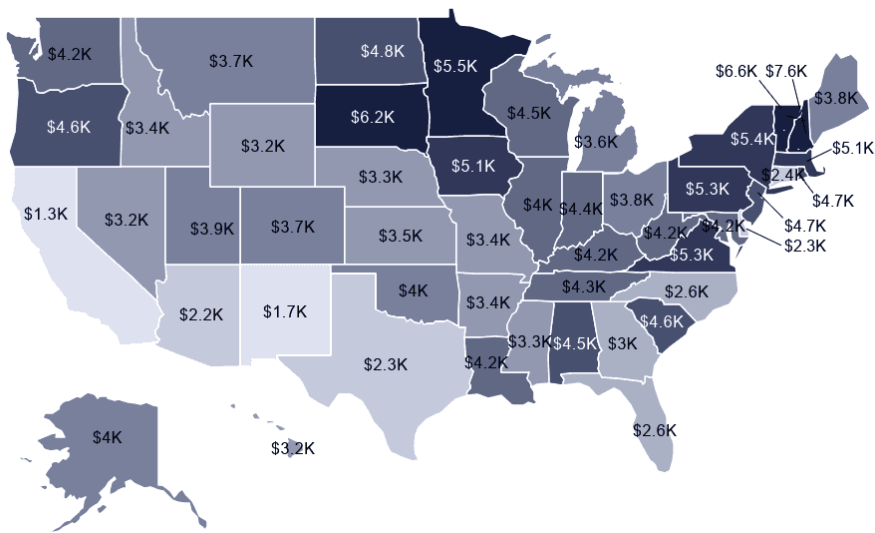 $6.6K $7.6K
$4.2K
$3.7K
$4.8K
$5.5K
$3.8K
$4.6K
$3.4K
$3.2K
$6.2K
$4.5K
$3.6K
$5.4K
$5.1K
$5.1K
$3.3K
$2.4K
$5.3K
$4.7K
$1.3K
$3.2K
$3.9K
$3.7K
$3.5K
$3.4K
$4K
$4.4K
$3.8K
$4.2K
$4.2K
$4.7K
$2.3K
$4.2K
$5.3K
$2.2K
$1.7K
$4K
$3.4K
$4.3K
$2.6K
$2.3K
$4.2K
$3.3K
$4.5K
$3K
$4.6K
$2.6K
$4K
$3.2K